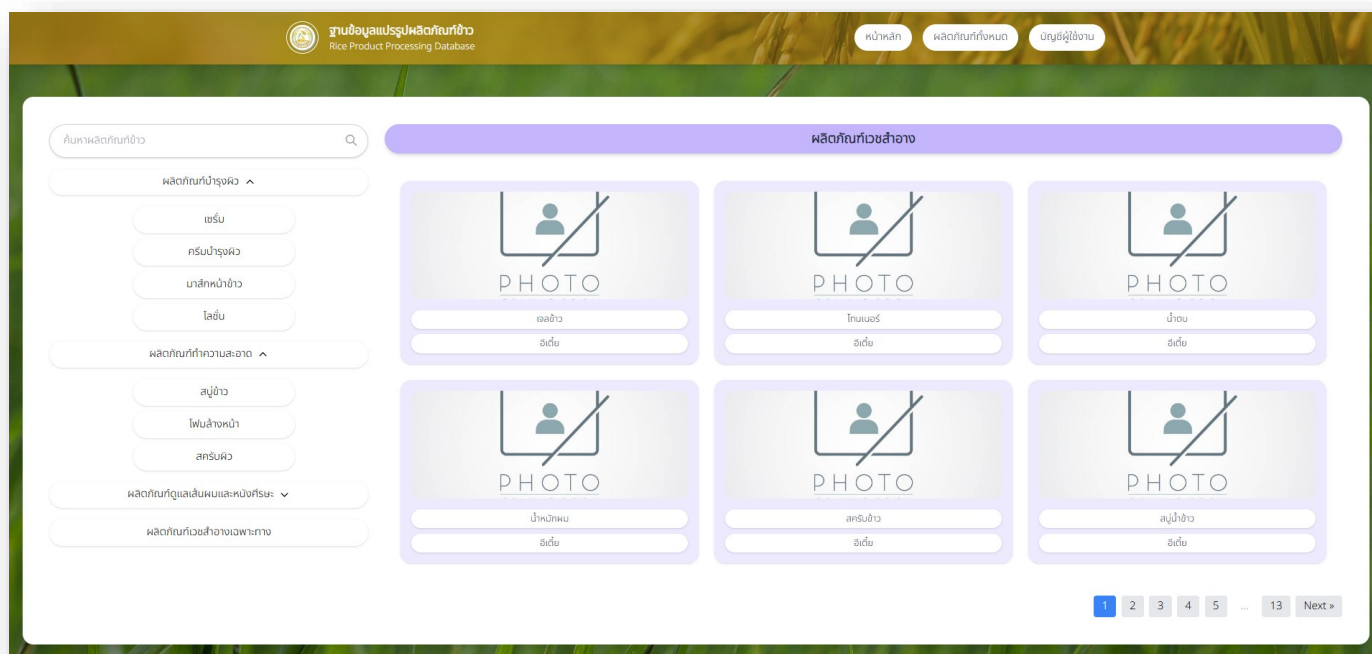 ฐานข้อมูลแปรรูปผลิตภัณฑ์ข้าว
Rice Product Processing Database
หน้าหลัก
ผลิตภัณฑ์ทั้งหมด
บัญชีผู้ใช้งาน
ค้นหาผลิตภัณฑ์ข้าว
ผลิตภัณฑ์บำรุงผิว
เซรั่ม
ครีมบำรุงผิว
มาส์กหน้าข้าว
โลชั่น
ผลิตภัณฑ์ทำความสะอาด
สบู่ข้าว
โฟมล้างหน้า
สครับผิว
ผลิตภัณฑ์ดูแลเส้นผมและหนังศีรษะ
ผลิตภัณฑ์เวชสำอางเฉพาะทาง
ผลิตภัณฑ์เวชสำอาง
PHOTO
เจลข้าว
อีเตี้ย
PHOTO
โทนเนอร์
อีเตี้ย
PHOTO
น้ำตบ
อีเตี้ย
PHOTO
น้ำหมักผม
อีเตี้ย
PHOTO
สครับข้าว
อีเตี้ย
PHOTO
สบู่น้ำข้าว
อีเตี้ย
1 2 3 4 5 ... 13 Next »